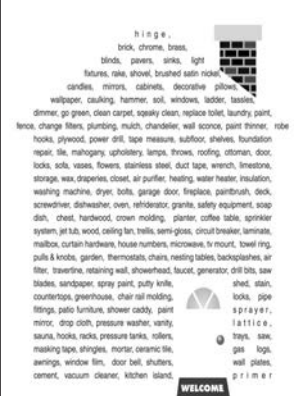 hinge,
brick, chrome, brass,
blinds, pavers, sinks, light
fixtures, rake, shovel, brushed satin nickel,
candles, mirrors, cabinets, decorative pillows,
wallpaper, caulking, hammer, soil, windows, ladder, tassles,
dimmer, go green, clean carpet, sqeaky clean, replace toilet, laundry, paint,
fence, change filters, plumbing, mulch, chandelier, wall sconce, paint thinner, robe
hooks, plywood, power drill, tape measure, subfloor, shelves, foundation
repair, tile, mahogany, upholstery, lamps, throws, roofing, ottoman, door,
locks, sofa, vases, flowers, stainless steel, duct tape, wrench, limestone,
storage, wax, draperies, closet, air purifier, heating, water heater, insulation,
washing machine, dryer, bolts, garage door, fireplace, paintbrush, deck,
screwdriver, dishwasher, oven, refriderator, granite, safety equipment, soap
dish, chest, hardwood, crown molding, planter, coffee table, sprinkler
system, jet tub, wood, ceiling fan, trellis, semi-gloss, circuit breaker, laminate,
mailbox, curtain hardware, house numbers, microwave, tv mount, towel ring,
pulls & knobs, garden, thermostats, chairs, nesting tables, backsplashes, air
filter, travertine, retaining wall, showerhead, faucet, generator, drill bits, saw
blades, sandpaper, spray paint, putty knife, shed, stain,
countertops, greenhouse, chair rail molding, locks, pipe
fittings, patio furniture, shower caddy, paint sprayer,
mirror, drop cloth, pressure washer, vanity, lattice,
sauna, hooks, racks, pressure tanks, rollers, trays, saw,
masking tape, shingles, mortar, ceramic tile, gas logs,
awnings, window film, door bell, shutters, wall plates,
cement, vacuum cleaner, kitchen island, primer
WELCOME